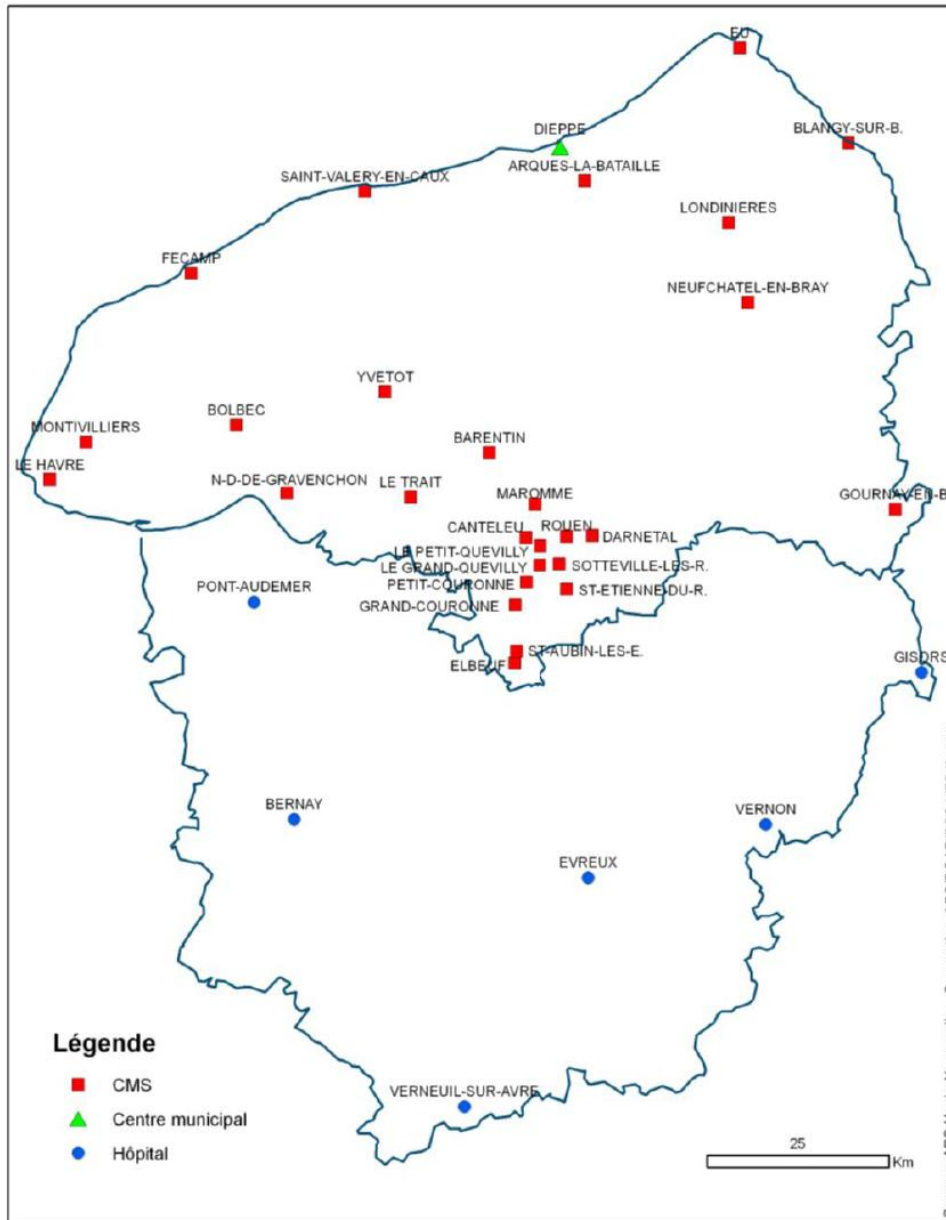 EU
DIEPPE
BLANGY-SUR-B.
ARQUES-LA-BATAILLE
SAINT-VALERY-EN-CAUX
LONDINIERES
FECAMP
NEUFCHATEL-EN-BRAY
YVETOT
BOLBEC
MONTIVILLIERS
BARENTIN
LE HAVRE
N-D-DE-GRAVENCHON
LE TRAIT
MAROMME
GOURNAY-EN-B
CANTELEU
ROUEN
DARNETAL
LE PETIT-QUEVILLY
LE GRAND-QUEVILLY
SOTTEVILLE-LES-R.
PETIT-COURONNE
ST-ETIENNE-DU-R.
PONT-AUDEMER
GRAND-COURONNE
ST-AUBIN-LES-E.
ELBEUF
GISORS
BERNAY
VERNON
EVREUX
Légende
CMS
Centre municipal
Hôpital
VERNEUIL-SUR-AVRE
25
Km